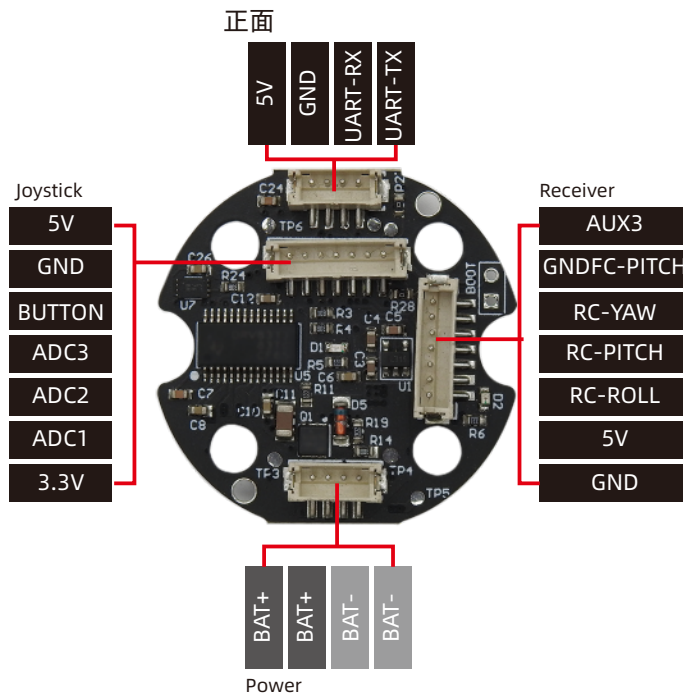 正面
5V
GND
UART-RX
UART-TX
Joystick
5V
GND
BUTTON
ADC3
ADC2
ADC1
3.3V
Receiver
AUX3
GNDFC-PITCH
RC-YAW
RC-PITCH
RC-ROLL
5V
GND
C24
P2
TP6
C26
R24
U7
C12
R3
R4
D1
R5
C6
C3
C4
C5
R28
BOOT
U1
U5
R11
C7
C8
C10
C11
Q1
D5
R19
R14
D2
R6
TP3
TP4
TP5
BAT+
BAT+
BAT-
BAT-
Power